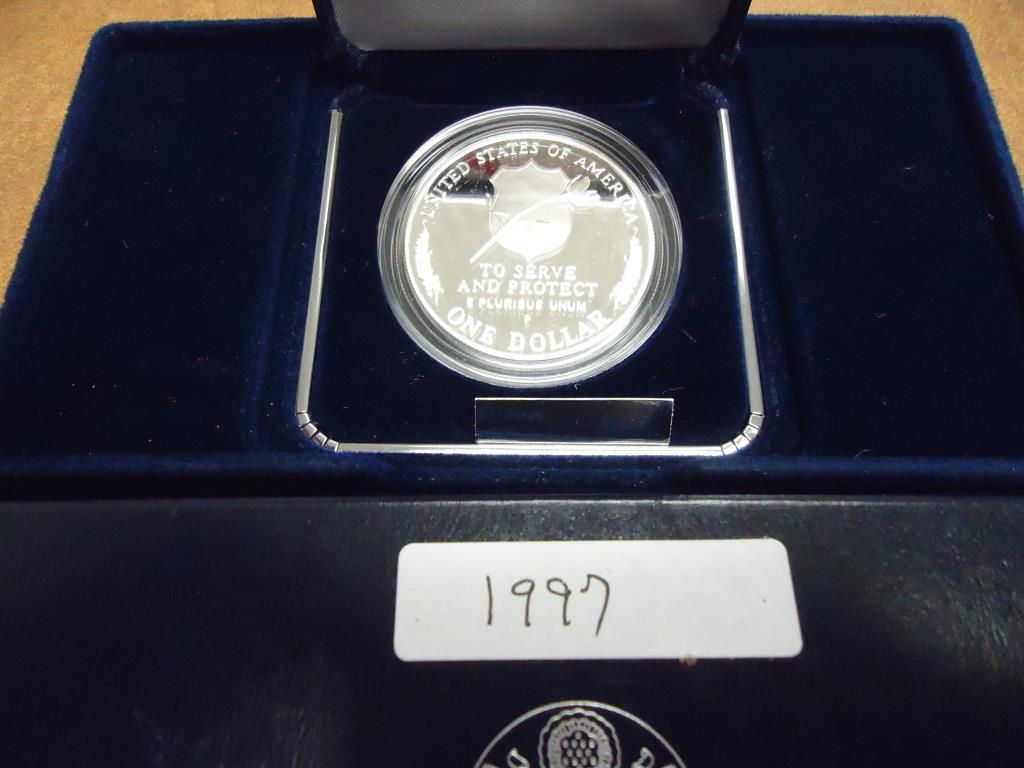 UNITED STATES OF AMERICA
TO SERVE
AND PROTECT
E PLURIBUS UNUM
P
ONE DOLLAR
1997